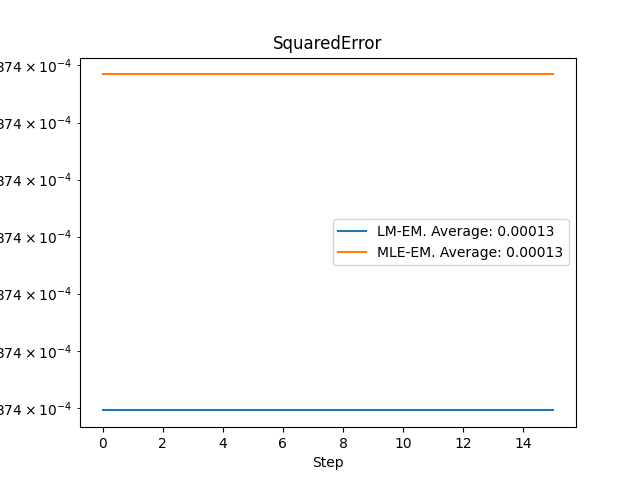 SquaredError
374 × 10⁻⁴
374 × 10⁻⁴
374 × 10⁻⁴
374 × 10⁻⁴
374 × 10⁻⁴
374 × 10⁻⁴
374 × 10⁻⁴
LM-EM. Average: 0.00013
MLE-EM. Average: 0.00013
0 2 4 6 8 10 12 14
Step